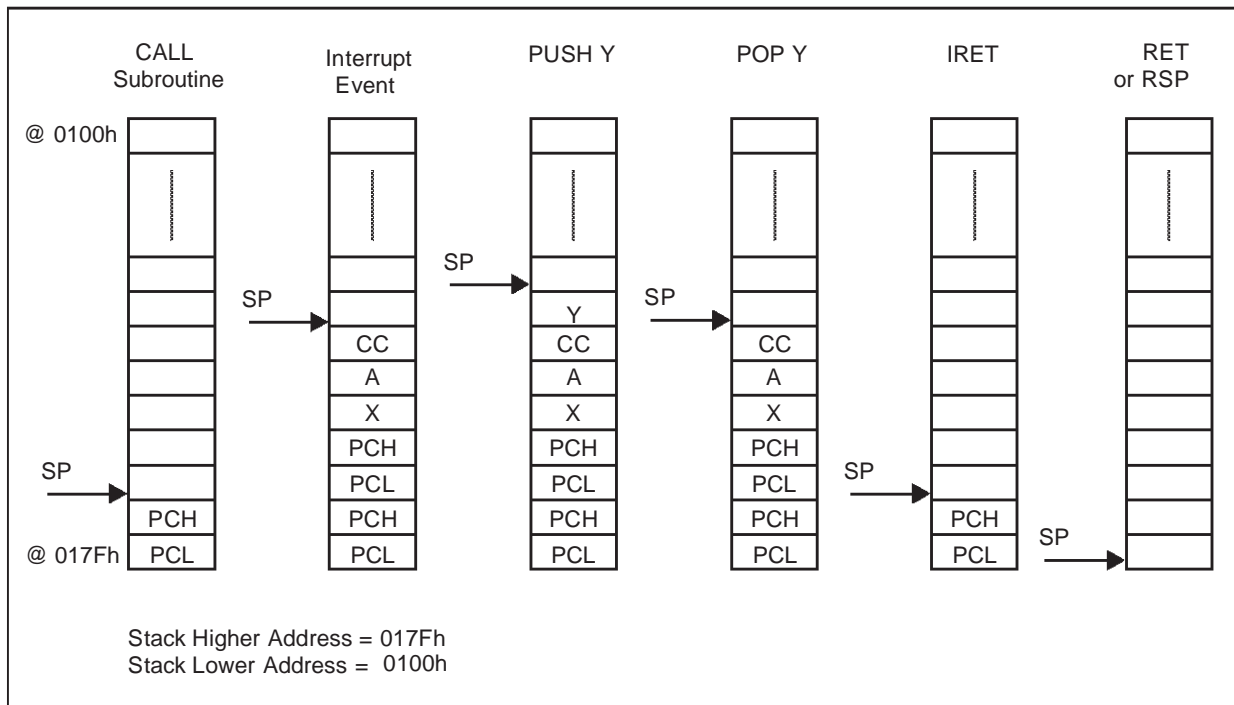 CALL
Subroutine
Interrupt
Event
PUSH Y
POP Y
IRET
RET
or RSP
@ 0100h
SP
SP
SP
Y
CC
CC
CC
A
A
A
X
X
X
PCH
PCH
PCH
SP
SP
PCL
PCL
PCL
PCH
PCH
PCH
PCH
PCH
SP
@ 017Fh
PCL
PCL
PCL
PCL
PCL
Stack Higher Address = 017Fh
Stack Lower Address = 0100h